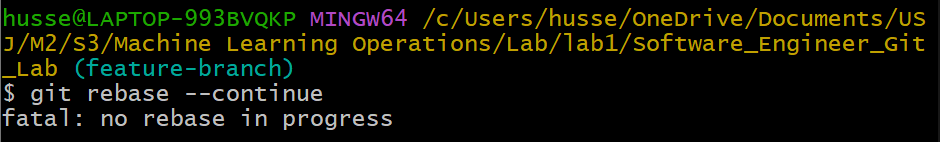 husse@LAPTOP-993BVQKP MINGW64 /c/Users/husse/OneDrive/Documents/US
J/M2/S3/Machine Learning Operations/Lab/lab1/Software_Engineer_Git
_Lab (feature-branch)
$ git rebase --continue
fatal: no rebase in progress